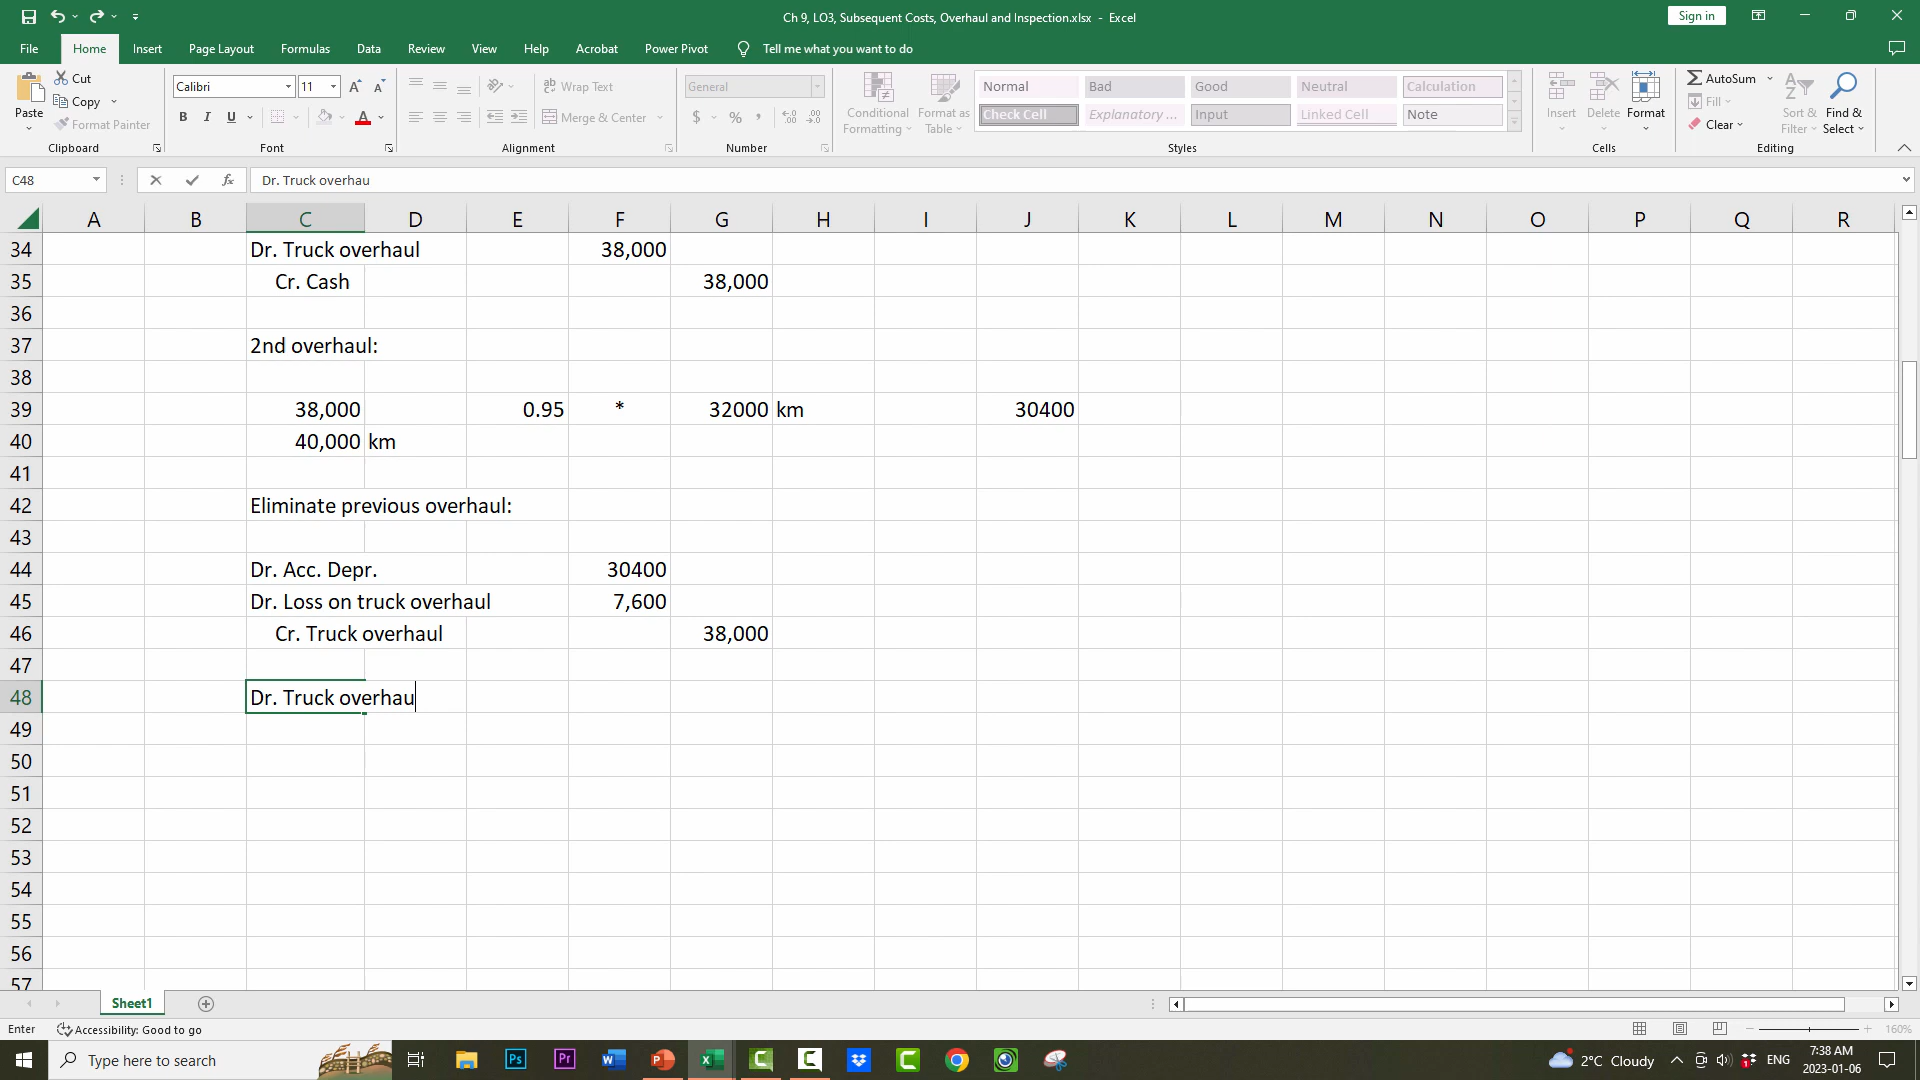 Ch 9, LO3, Subsequent Costs, Overhaul and Inspection.xlsx - Excel
Sign in
File Home Insert Page Layout Formulas Data Review View Help Acrobat Power Pivot Tell me what you want to do
Paste
Cut
Copy
Format Painter
Clipboard
Calibri 11
B I U
Font
Wrap Text
Merge & Center
Alignment
General
$ %
Number
Conditional Formatting
Format as Table
Normal Bad Good Neutral Calculation
Check Cell Explanatory ... Input Linked Cell Note
Styles
Insert Delete Format
Cells
AutoSum
Fill
Clear
Sort & Filter
Find & Select
Editing
C48 fx Dr. Truck overhau
A B C D E F G H I J K L M N O P Q R
34 Dr. Truck overhaul 38,000
35 Cr. Cash 38,000
36
37 2nd overhaul:
38
39 38,000 0.95 * 32000 km 30400
40 40,000 km
41
42 Eliminate previous overhaul:
43
44 Dr. Acc. Depr. 30400
45 Dr. Loss on truck overhaul 7,600
46 Cr. Truck overhaul 38,000
47
48 Dr. Truck overhau
49
50
51
52
53
54
55
56
57
Sheet1
Enter Accessibility: Good to go 160%
Type here to search
2°C Cloudy ENG 7:38 AM
2023-01-06